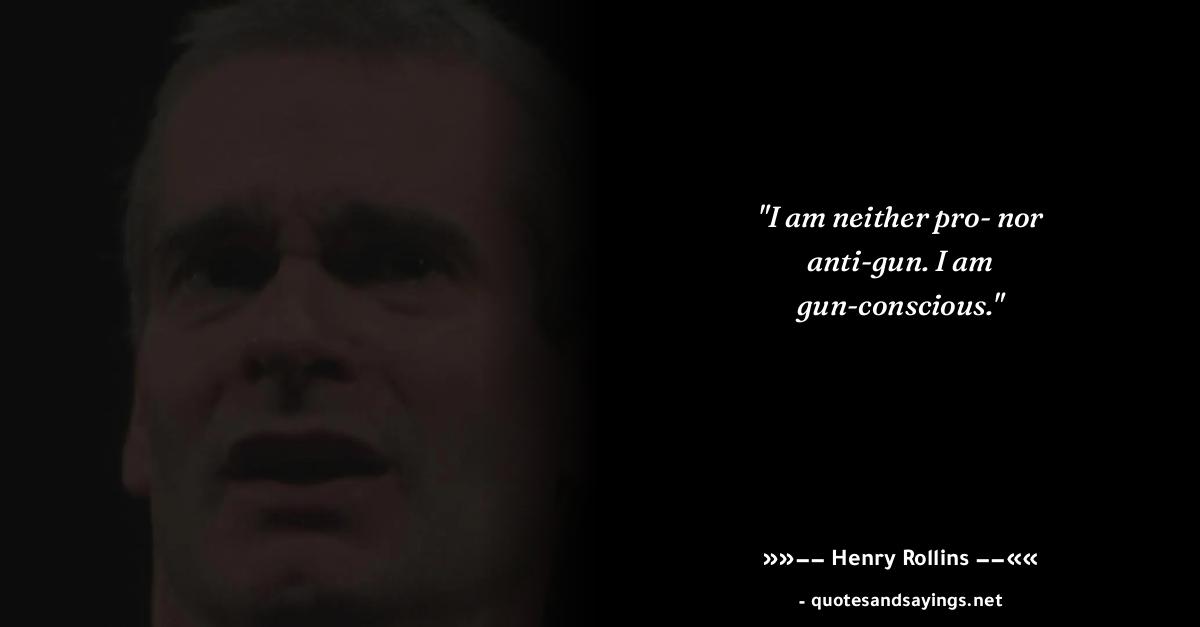 "I am neither pro- nor
anti-gun. I am
gun-conscious."
»»−− Henry Rollins −−««
- quotesandsayings.net